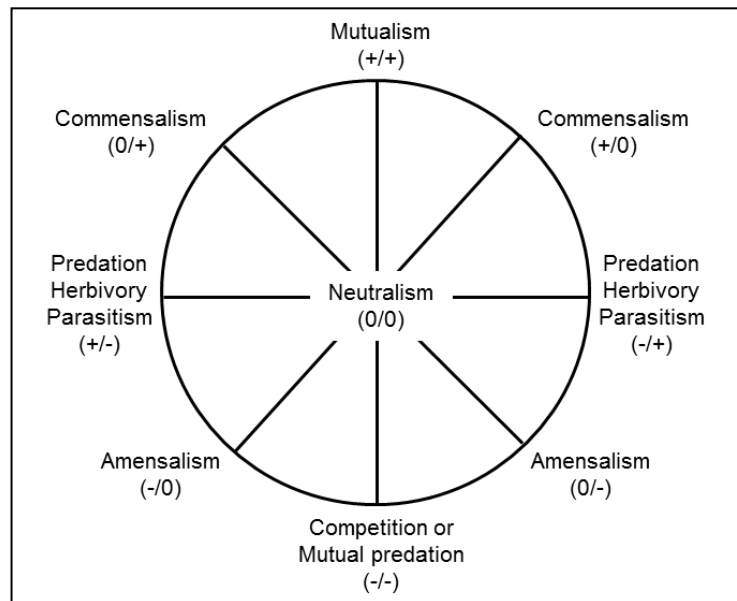 Mutualism
(+/+)
Commensalism
(0/+)
Commensalism
(+/0)
Predation
Herbivory
Parasitism
(+/-)
Neutralism
(0/0)
Predation
Herbivory
Parasitism
(-/+)
Amensalism
(-/0)
Amensalism
(0/-)
Competition or
Mutual predation
(-/-)